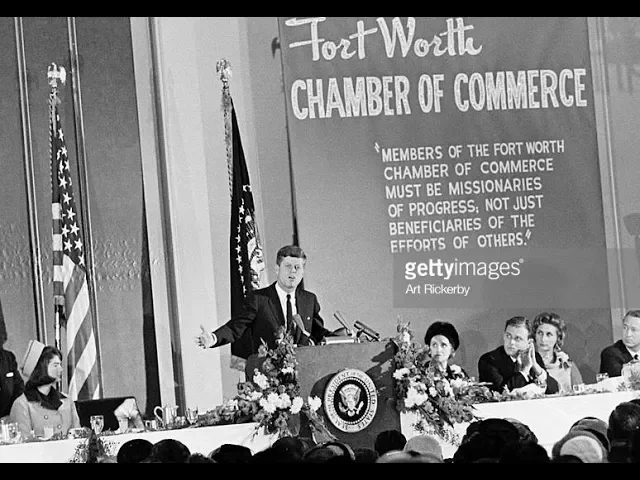 Fort Worth
CHAMBER OF COMMERCE
"MEMBERS OF THE FORT WORTH
CHAMBER OF COMMERCE
MUST BE MISSIONARIES
OF PROGRESS; NOT JUST
BENEFICIARIES OF THE
EFFORTS OF OTHERS."
gettyimages®
Art Rickerby